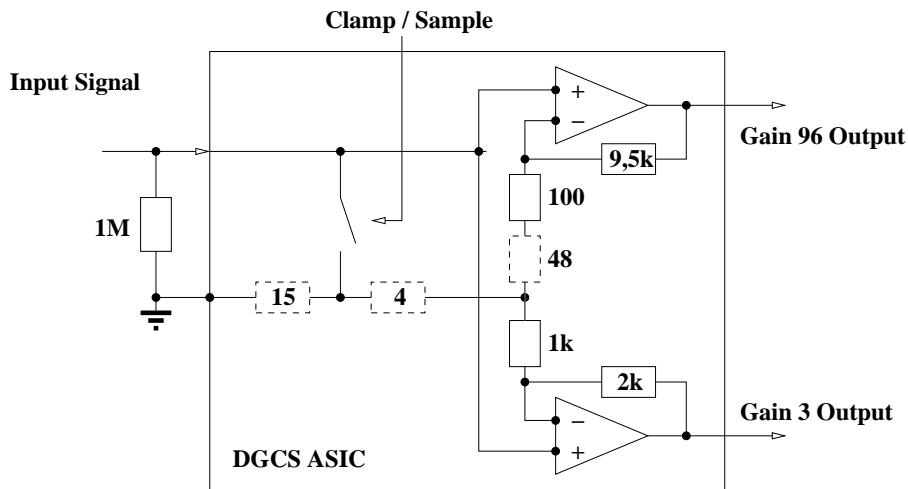 Clamp / Sample
Input Signal
+
−
Gain 96 Output
9,5k
100
1M
48
15
4
1k
2k
Gain 3 Output
−
+
DGCS ASIC